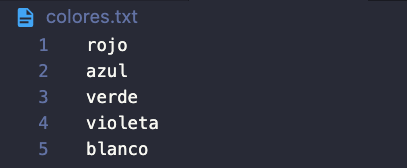 colores.txt
1 rojo
2 azul
3 verde
4 violeta
5 blanco